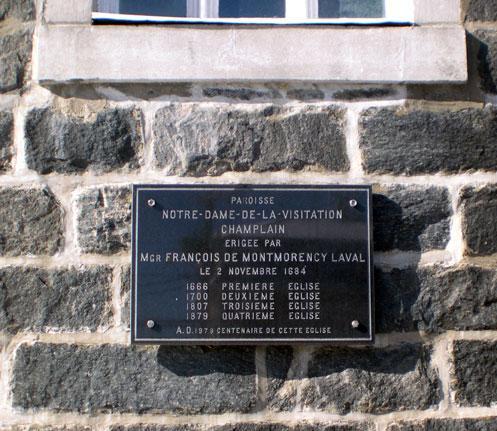 PAROISSE
NOTRE-DAME-DE-LA-VISITATION
CHAMPLAIN
ERIGEE PAR
MGR FRANÇOIS DE MONTMORENCY LAVAL
LE 2 NOVEMBRE 1684
1666 PREMIERE EGLISE
1700 DEUXIEME EGLISE
1807 TROISIEME EGLISE
1879 QUATRIEME EGLISE
A.D. 1979 CENTENAIRE DE CETTE EGLISE